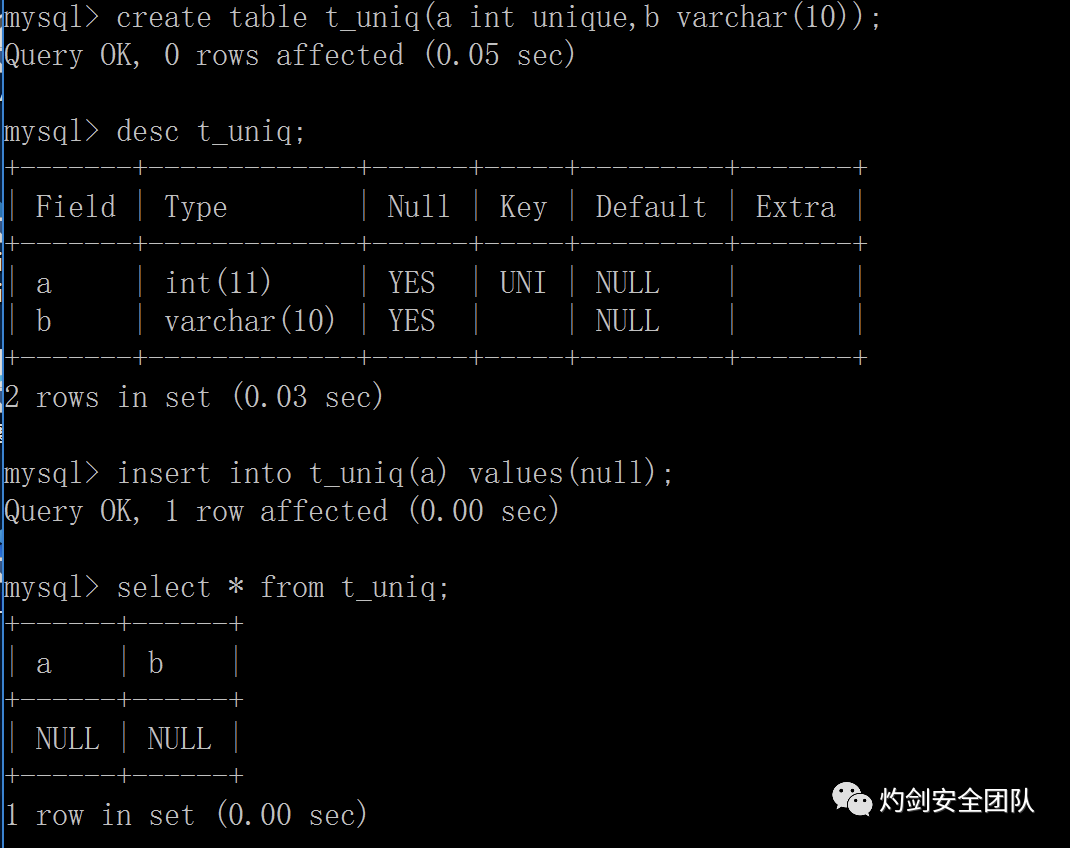 mysql> create table t_uniq(a int unique,b varchar(10));
Query OK, 0 rows affected (0.05 sec)
mysql> desc t_uniq;
+-------+-------------+------+-----+---------+-------+
| Field | Type        | Null | Key | Default | Extra |
+-------+-------------+------+-----+---------+-------+
| a     | int(11)     | YES  | UNI | NULL    |       |
| b     | varchar(10) | YES  |     | NULL    |       |
+-------+-------------+------+-----+---------+-------+
2 rows in set (0.03 sec)
mysql> insert into t_uniq(a) values(null);
Query OK, 1 row affected (0.00 sec)
mysql> select * from t_uniq;
+------+------+
| a    | b    |
+------+------+
| NULL | NULL |
+------+------+
1 row in set (0.00 sec)
灼剑安全团队